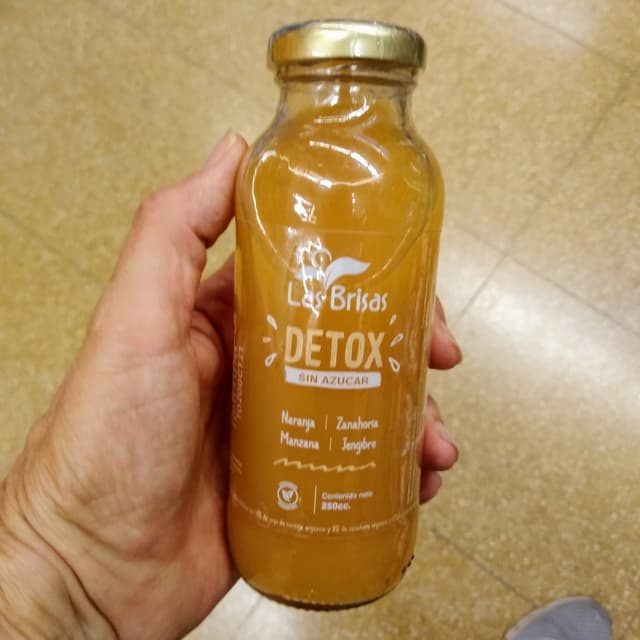 Las Brisas
DETOX
SIN AZUCAR
Naranja | Zanahoria
Manzana | Jengibre
Contenido neto
250cc.